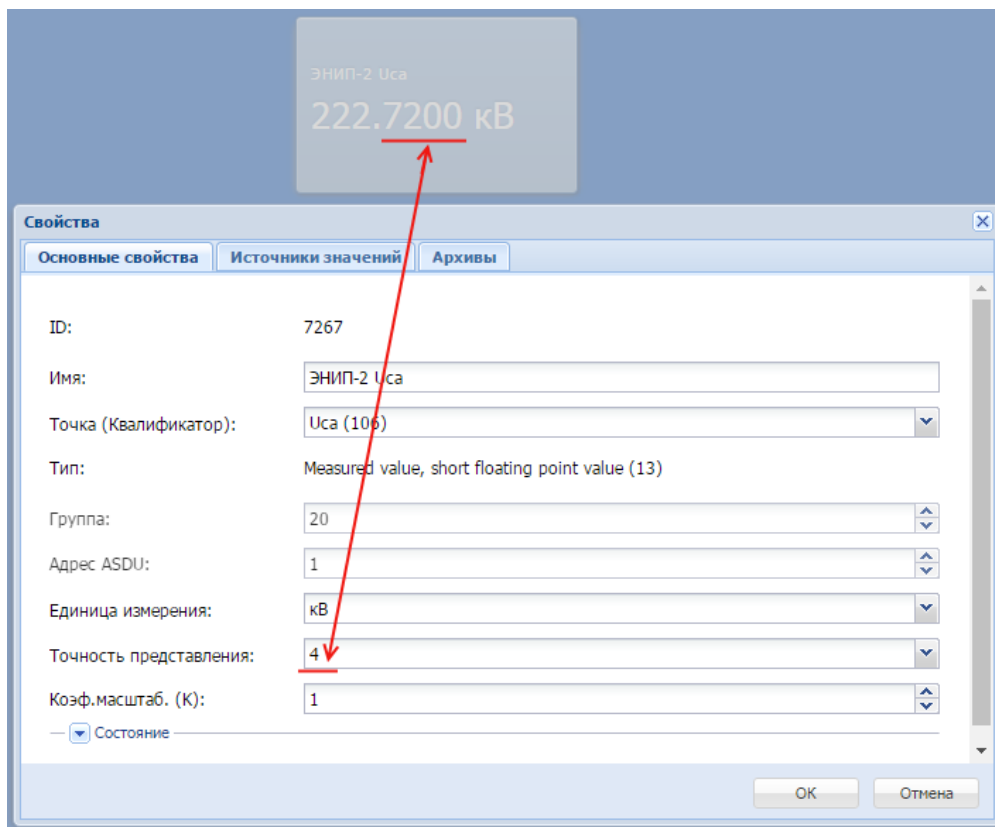 ЭНИП-2 Uca
222.7200 кВ
Свойства
Основные свойства Источники значений Архивы
ID: 7267
Имя: ЭНИП-2 Uca
Точка (Квалификатор): Uca (106)
Тип: Measured value, short floating point value (13)
Группа: 20
Адрес ASDU: 1
Единица измерения: кВ
Точность представления: 4
Коэф.масштаб. (К): 1
Состояние
ОК Отмена